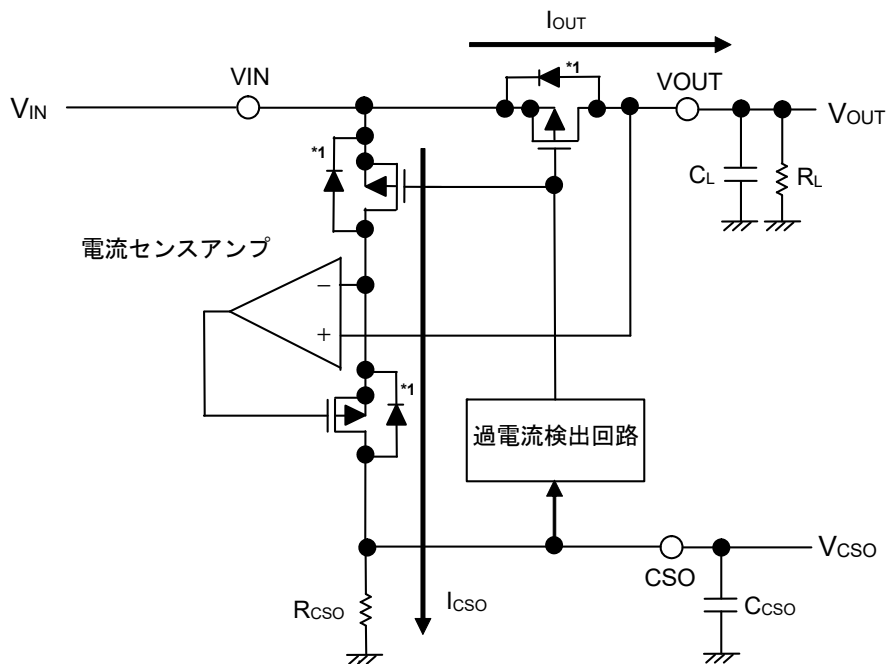 IOUT
VIN
VIN
*1
VOUT
VOUT
*1
CL
RL
電流センスアンプ
−
+
*1
過電流検出回路
VCSO
CSO
RCSO
ICSO
CCSO